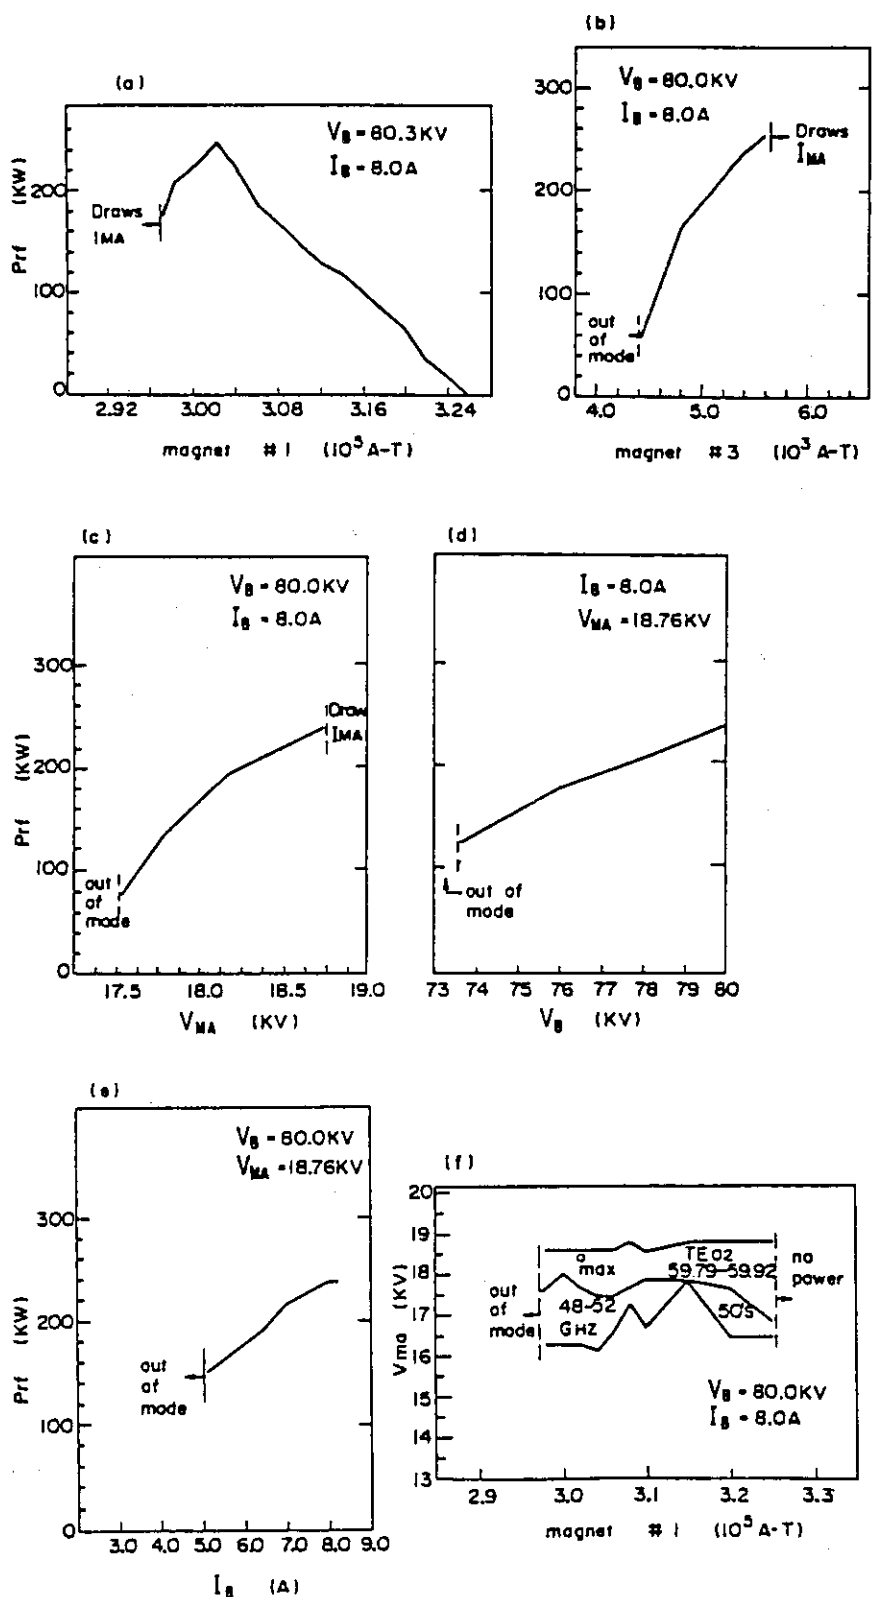 (a)
V_B = 80.3KV
I_B = 8.0A
Draws
I_MA
Prf (KW)
200
100
0
2.92 3.00 3.08 3.16 3.24
magnet #1 (10^5 A-T)
(b)
V_B = 80.0KV
I_B = 8.0A
Draws
I_MA
out
of
mode
300
200
100
0
4.0 5.0 6.0
magnet #3 (10^3 A-T)
(c)
V_B = 80.0KV
I_B = 8.0A
Draw
I_MA
out
of
mode
Prf (KW)
300
200
100
0
17.5 18.0 18.5 19.0
V_MA (KV)
(d)
I_B = 8.0A
V_MA = 18.76KV
out of
mode
73 74 75 76 77 78 79 80
V_B (KV)
(e)
V_B = 80.0KV
V_MA = 18.76KV
out
of
mode
Prf (KW)
300
200
100
0
3.0 4.0 5.0 6.0 7.0 8.0 9.0
I_B (A)
(f)
Vma (KV)
20
19
18
17
16
15
14
13
α max
TE02
59.79-59.92
48-52
GHZ
50's
out
of
mode
no
power
V_B = 80.0KV
I_B = 8.0A
2.9 3.0 3.1 3.2 3.3
magnet #1 (10^5 A-T)